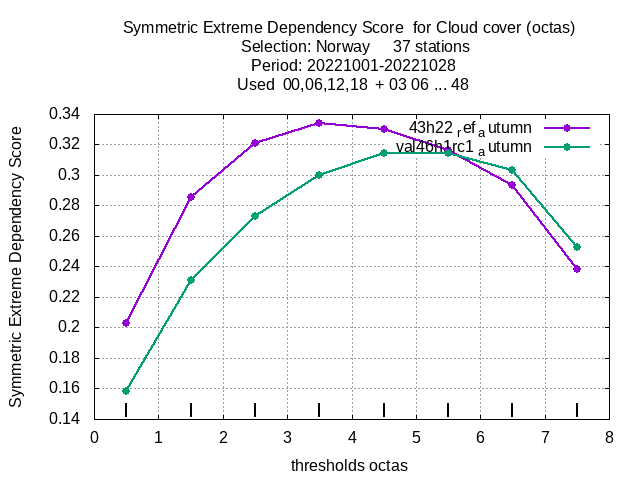 Symmetric Extreme Dependency Score for Cloud cover (octas)
Selection: Norway 37 stations
Period: 20221001-20221028
Used 00,06,12,18 + 03 06 ... 48
43h22 ref autumn
val46h1rc1 autumn
Symmetric Extreme Dependency Score
0.34
0.32
0.3
0.28
0.26
0.24
0.22
0.2
0.18
0.16
0.14
0 1 2 3 4 5 6 7 8
thresholds octas